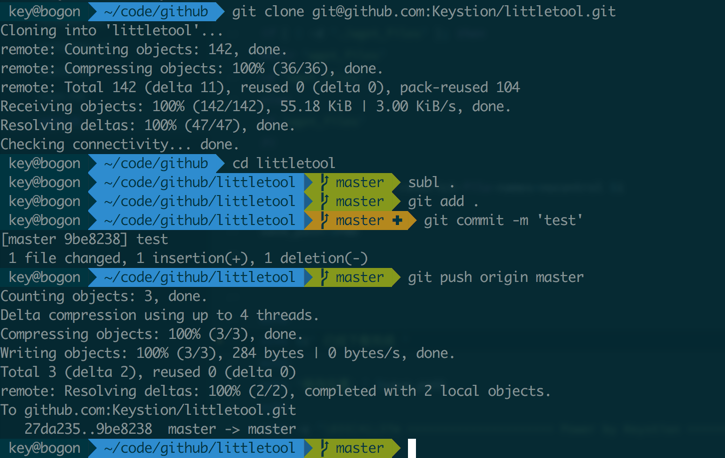 key@bogon ~/code/github git clone git@github.com:Keystion/littletool.git
Cloning into 'littletool'...
remote: Counting objects: 142, done.
remote: Compressing objects: 100% (36/36), done.
remote: Total 142 (delta 11), reused 0 (delta 0), pack-reused 104
Receiving objects: 100% (142/142), 55.18 KiB | 3.00 KiB/s, done.
Resolving deltas: 100% (47/47), done.
Checking connectivity... done.
key@bogon ~/code/github cd littletool
key@bogon ~/code/github/littletool master subl .
key@bogon ~/code/github/littletool master git add .
key@bogon ~/code/github/littletool master ✚ git commit -m 'test'
[master 9be8238] test
1 file changed, 1 insertion(+), 1 deletion(-)
key@bogon ~/code/github/littletool master git push origin master
Counting objects: 3, done.
Delta compression using up to 4 threads.
Compressing objects: 100% (3/3), done.
Writing objects: 100% (3/3), 284 bytes | 0 bytes/s, done.
Total 3 (delta 2), reused 0 (delta 0)
remote: Resolving deltas: 100% (2/2), completed with 2 local objects.
To github.com:Keystion/littletool.git
27da235..9be8238 master -> master
key@bogon ~/code/github/littletool master